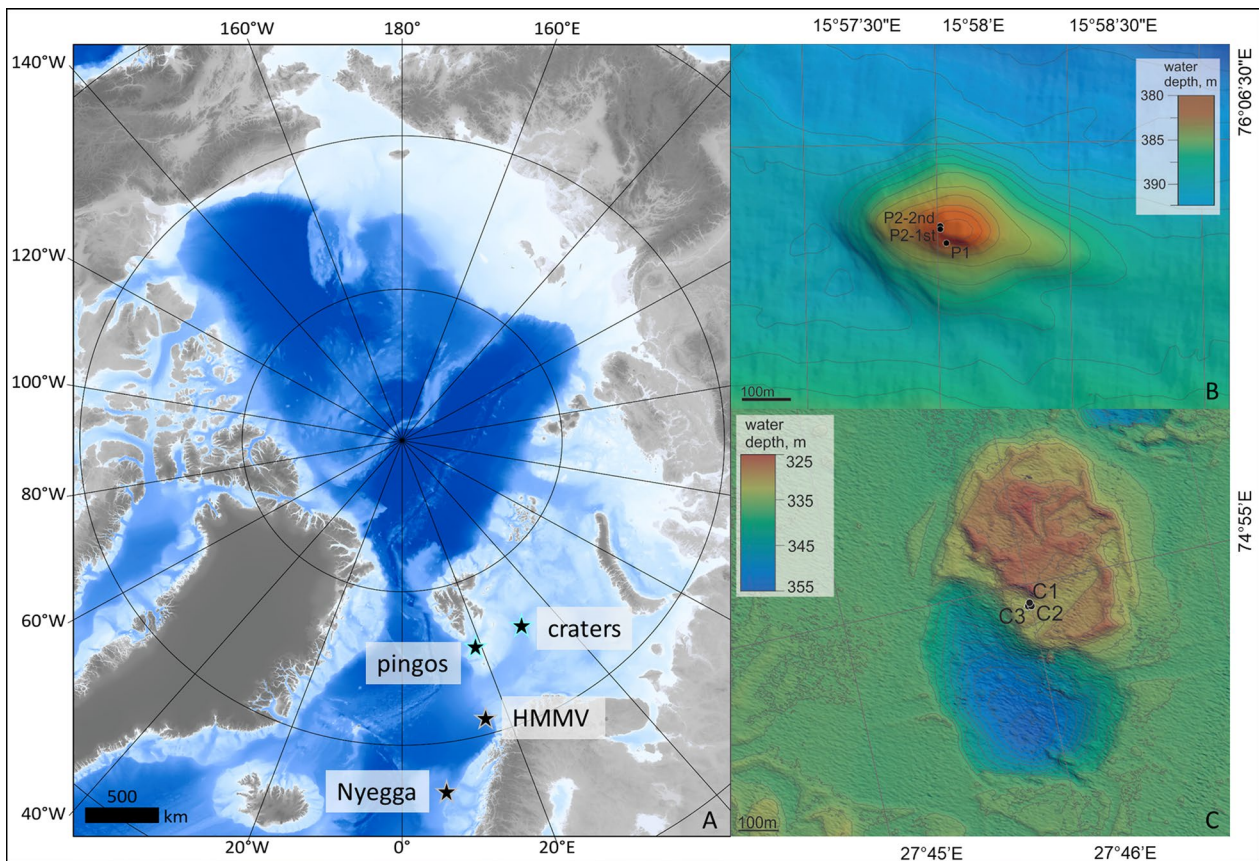 160°W
180°
160°E
140°W
120°W
100°W
80°W
60°W
40°W
20°W
0°
20°E
craters
pingos
HMMV
Nyegga
500
km
A
15°57'30"E
15°58'E
15°58'30"E
76°06'30"E
water
depth, m
380
385
390
P2-2nd
P2-1st
P1
100m
B
water
depth, m
325
335
345
355
74°55'E
C1
C3 C2
100m
C
27°45'E
27°46'E